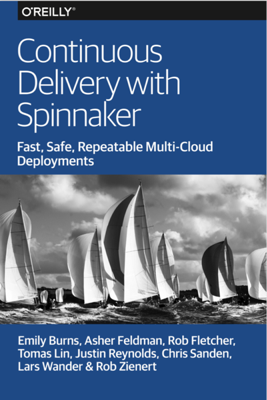 O'REILLY®
Continuous
Delivery with
Spinnaker
Fast, Safe, Repeatable Multi-Cloud
Deployments
Emily Burns, Asher Feldman, Rob Fletcher,
Tomas Lin, Justin Reynolds, Chris Sanden,
Lars Wander & Rob Zienert